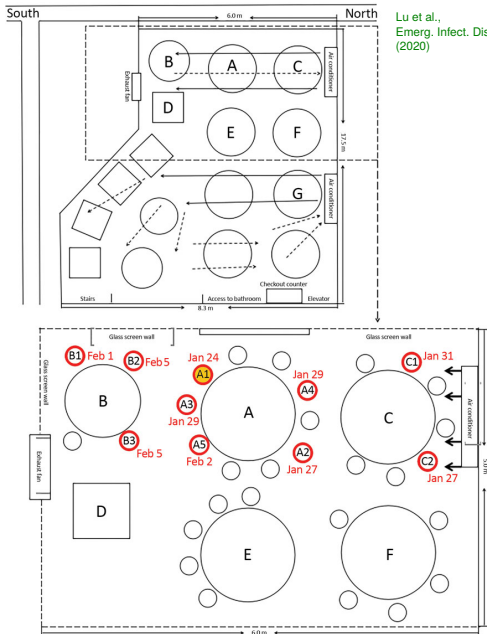 South
6.0 m
North
Lu et al.,
Emerg. Infect. Dis
(2020)
B
A
C
Air conditioner
Exhaust fan
D
E
F
17.5 m
G
Air conditioner
Checkout counter
Stairs
Access to bathroom
Elevator
8.3 m
Glass screen wall
Glass screen wall
Glass screen wall
B1
Feb 1
B2
Feb 5
Jan 24
A1
Jan 29
A4
C1
Jan 31
A3
Jan 29
B
A
C
Air conditioner
B3
Feb 5
A5
Feb 2
A2
Jan 27
C2
Jan 27
Exhaust fan
D
E
F
6.0 m